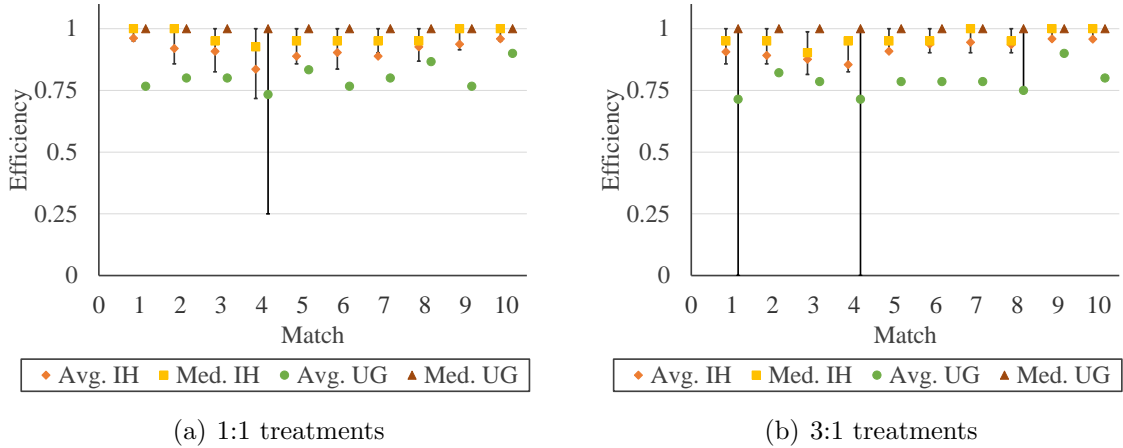 1
0.75
0.5
0.25
0
Efficiency
0 1 2 3 4 5 6 7 8 9 10
Match
Avg. IH Med. IH Avg. UG Med. UG
(a) 1:1 treatments
1
0.75
0.5
0.25
0
Efficiency
0 1 2 3 4 5 6 7 8 9 10
Match
Avg. IH Med. IH Avg. UG Med. UG
(b) 3:1 treatments